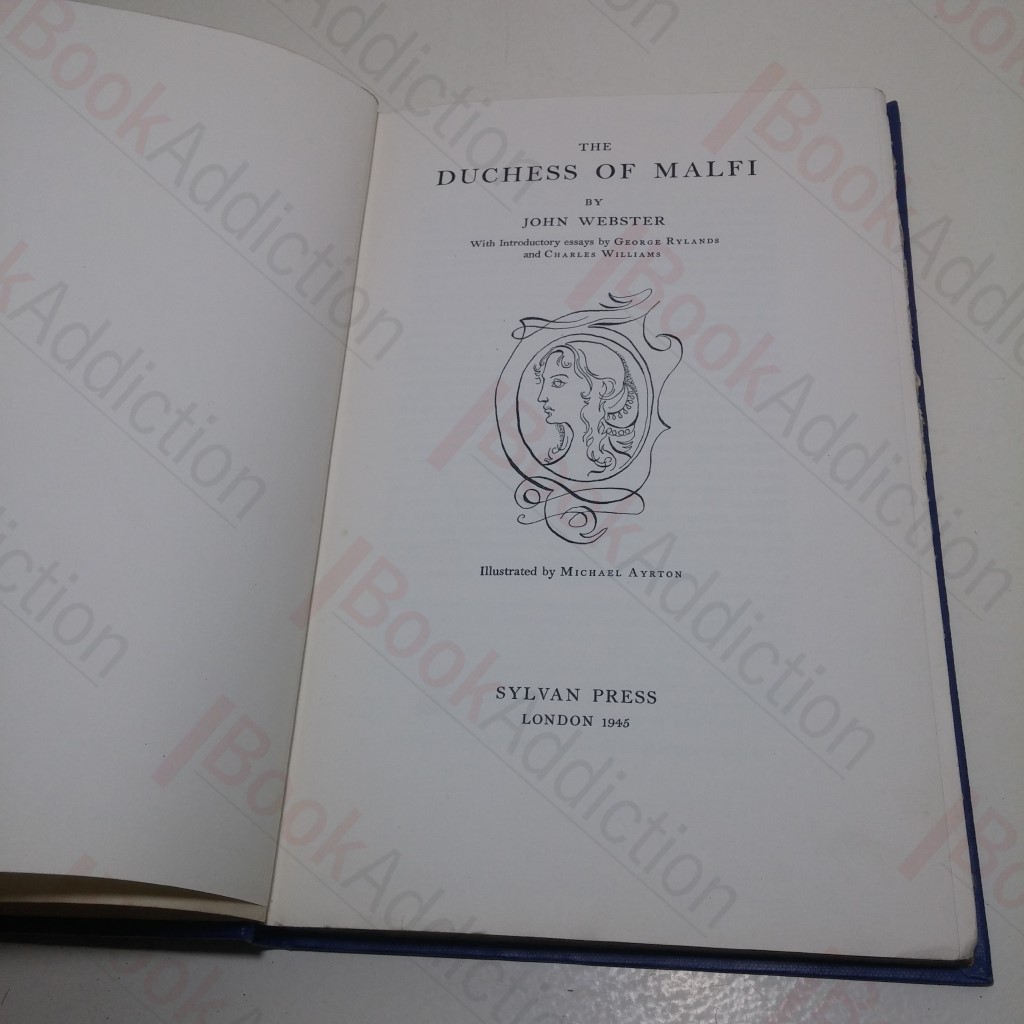 THE
DUCHESS OF MALFI
BY
JOHN WEBSTER
With Introductory essays by GEORGE RYLANDS
and CHARLES WILLIAMS
Illustrated by MICHAEL AYRTON
SYLVAN PRESS
LONDON 1945
BookAddiction